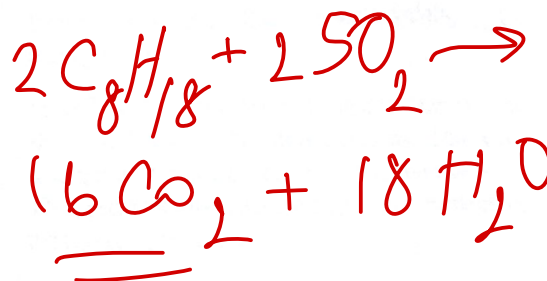 2C₈H₁₈ + 25O₂ →
16CO₂ + 18H₂O